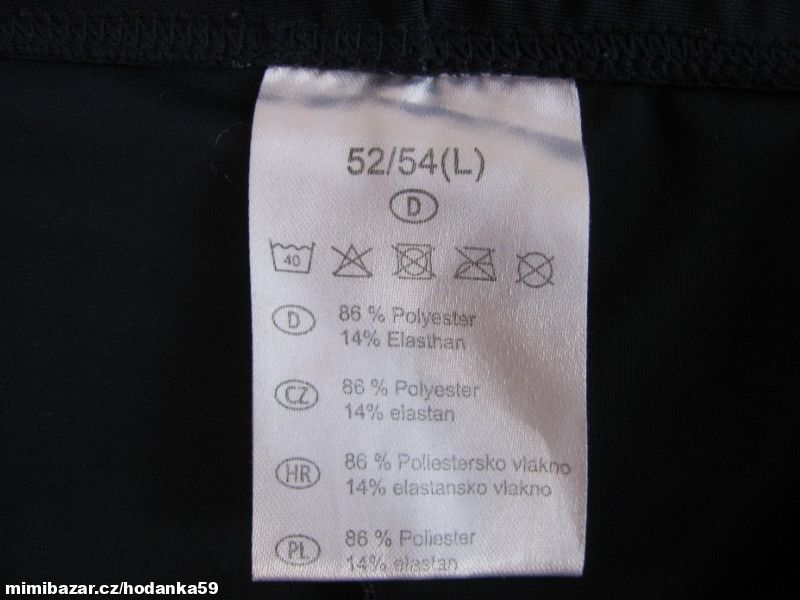 52/54(L)
D
40
D 86 % Polyester
14% Elasthan
CZ 86 % Polyester
14% elastan
HR 86 % Poliestersko vlakno
14% elastansko vlakno
PL 86 % Poliester
14% elastan
mimibazar.cz/hodanka59